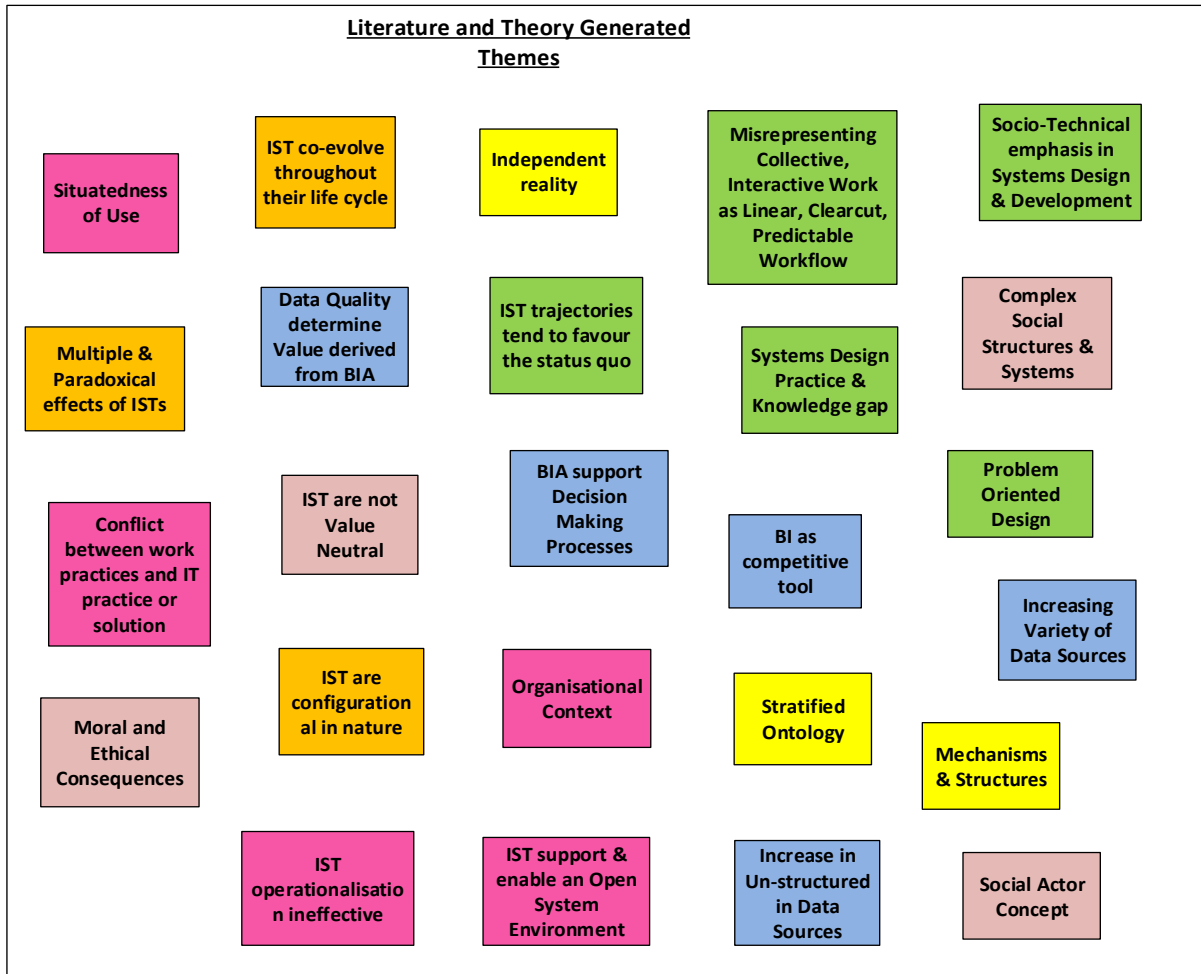 Literature and Theory Generated
Themes
Situatedness
of Use
IST co-evolve
throughout
their life cycle
Independent
reality
Misrepresenting
Collective,
Interactive Work
as Linear, Clearcut,
Predictable
Workflow
Socio-Technical
emphasis in
Systems Design
& Development
Multiple &
Paradoxical
effects of ISTs
Data Quality
determine
Value derived
from BIA
IST trajectories
tend to favour
the status quo
Systems Design
Practice &
Knowledge gap
Complex
Social
Structures &
Systems
Conflict
between work
practices and IT
practice or
solution
IST are not
Value
Neutral
BIA support
Decision
Making
Processes
BI as
competitive
tool
Problem
Oriented
Design
Increasing
Variety of
Data Sources
Moral and
Ethical
Consequences
IST are
configuration
al in nature
Organisational
Context
Stratified
Ontology
Mechanisms
& Structures
IST
operationalisatio
n ineffective
IST support &
enable an Open
System
Environment
Increase in
Un-structured
in Data
Sources
Social Actor
Concept